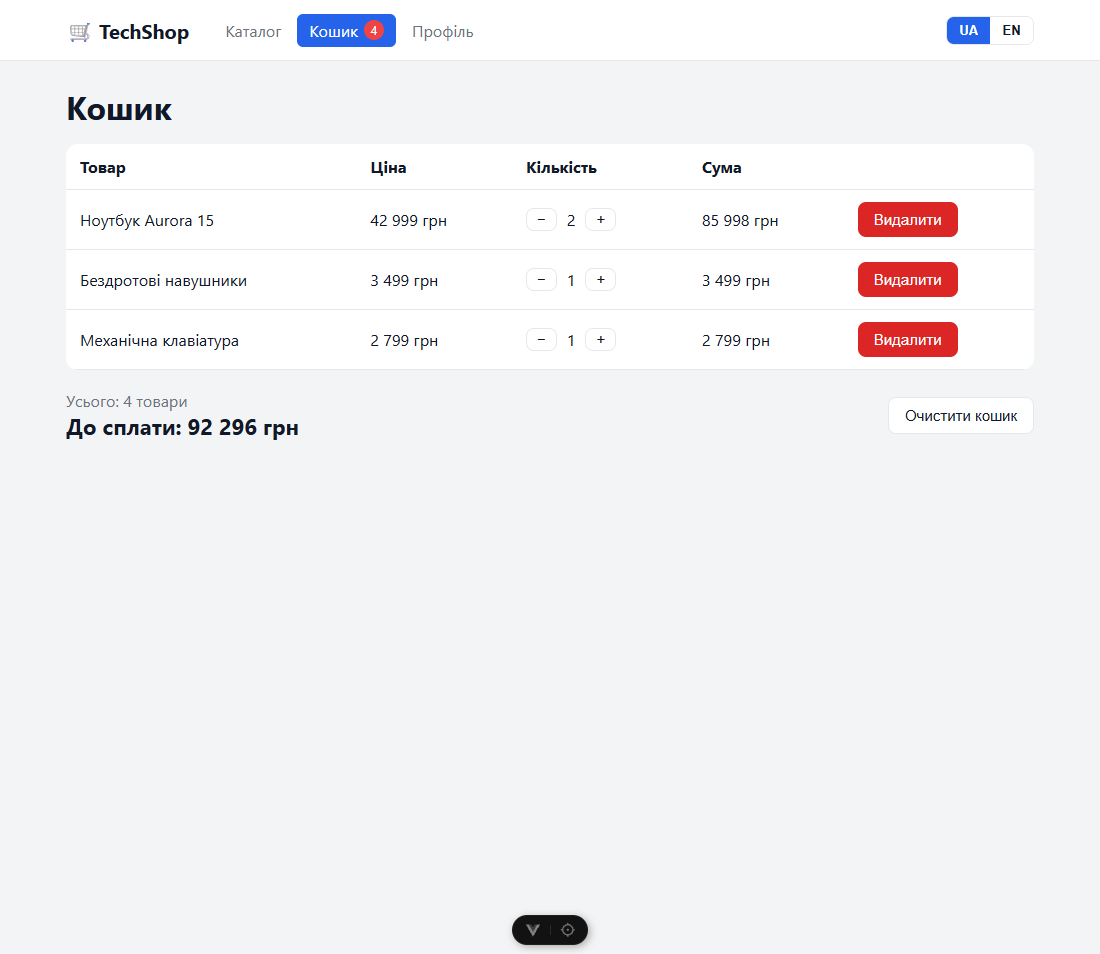 TechShop Каталог Кошик 4 Профіль UA EN
Кошик
Товар Ціна Кількість Сума
Ноутбук Aurora 15 42 999 грн − 2 + 85 998 грн Видалити
Бездротові навушники 3 499 грн − 1 + 3 499 грн Видалити
Механічна клавіатура 2 799 грн − 1 + 2 799 грн Видалити
Усього: 4 товари
До сплати: 92 296 грн Очистити кошик